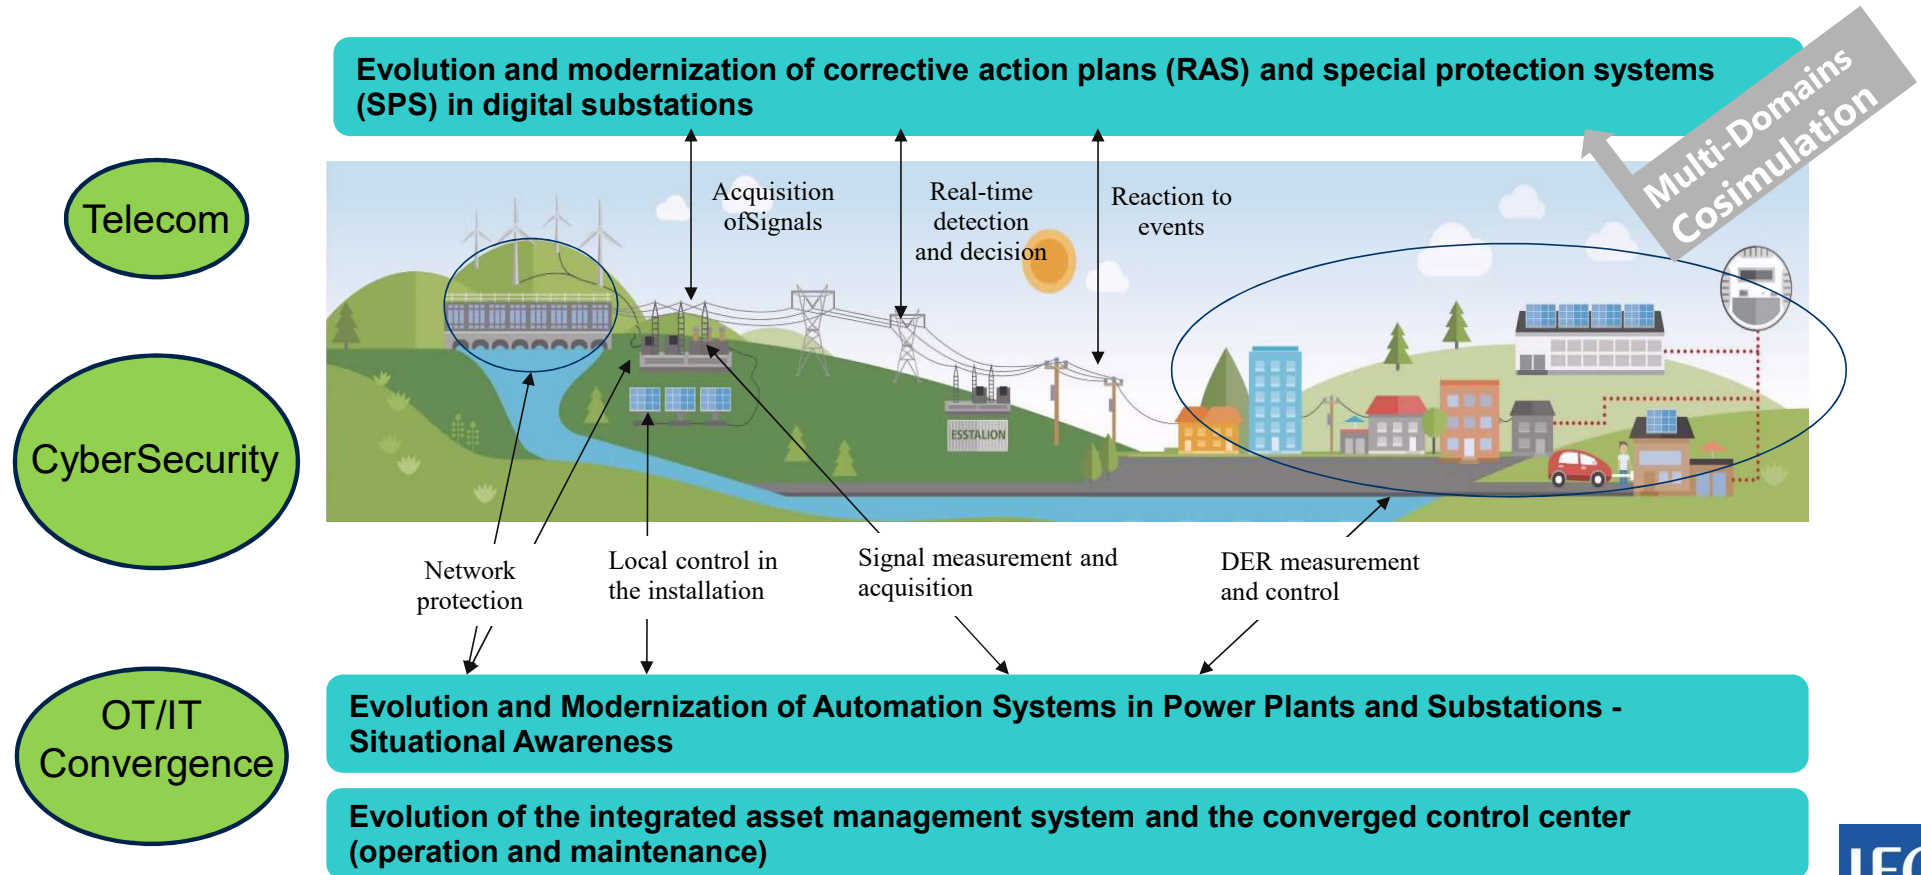 Evolution and modernization of corrective action plans (RAS) and special protection systems
(SPS) in digital substations
Multi-Domains
Cosimulation
Telecom
Acquisition
ofSignals
Real-time
detection
and decision
Reaction to
events
CyberSecurity
ESSTALION
Network
protection
Local control in
the installation
Signal measurement and
acquisition
DER measurement
and control
OT/IT
Convergence
Evolution and Modernization of Automation Systems in Power Plants and Substations -
Situational Awareness
Evolution of the integrated asset management system and the converged control center
(operation and maintenance)